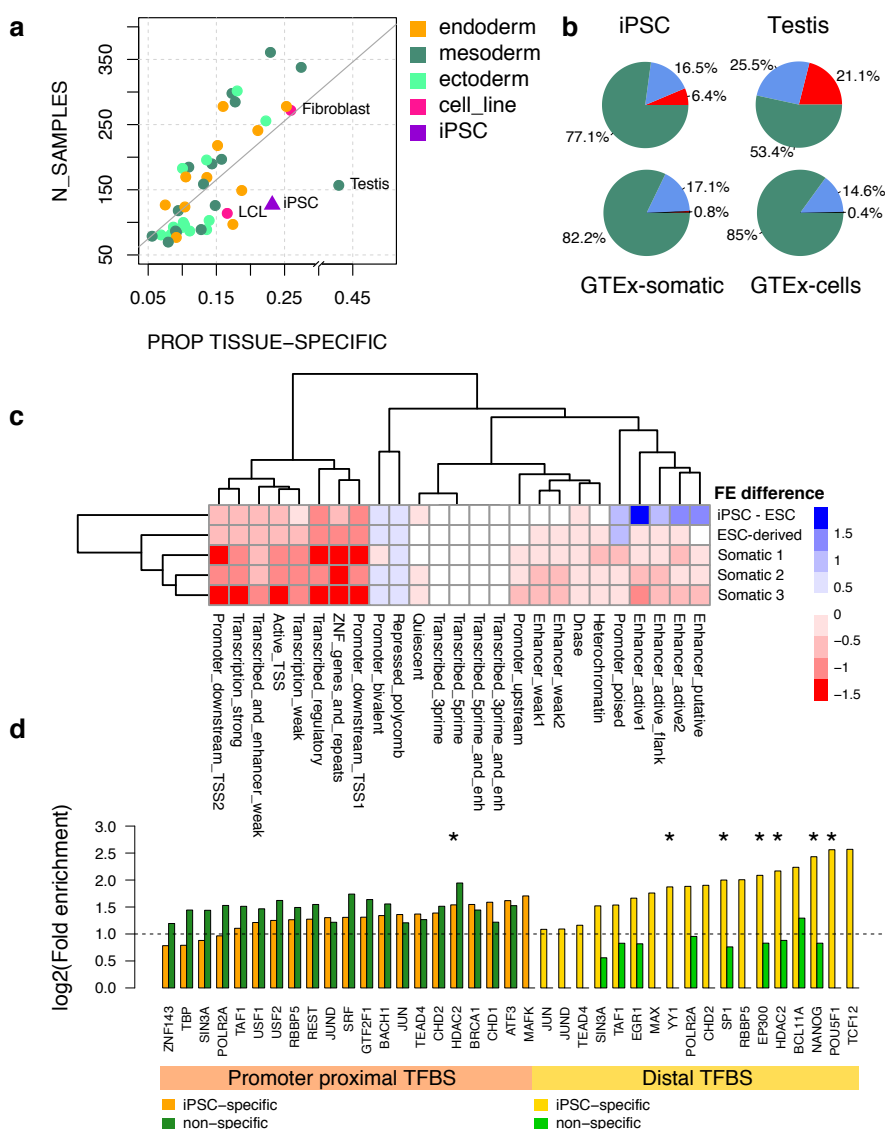 a
N_SAMPLES
50
150
250
350
0.05
0.15
0.25
0.45
PROP TISSUE−SPECIFIC
Fibroblast
Testis
iPSC
LCL
endoderm
mesoderm
ectoderm
cell_line
iPSC
b
iPSC
Testis
16.5%
6.4%
77.1%
25.5%
21.1%
53.4%
17.1%
0.8%
82.2%
14.6%
0.4%
85%
GTEx-somatic
GTEx-cells
c
FE difference
iPSC - ESC
ESC-derived
Somatic 1
Somatic 2
Somatic 3
1.5
1
0.5
0
−0.5
−1
−1.5
Promoter_downstream_TSS2
Transcription_strong
Transcribed_and_enhancer_weak
Active_TSS
Transcription_weak
Transcribed_regulatory
ZNF_genes_and_repeats
Promoter_downstream_TSS1
Promoter_bivalent
Repressed_polycomb
Quiescent
Transcribed_3prime
Transcribed_5prime
Transcribed_5prime_and_enh
Transcribed_3prime_and_enh
Promoter_upstream
Enhancer_weak1
Enhancer_weak2
Dnase
Heterochromatin
Promoter_poised
Enhancer_active1
Enhancer_active_flank
Enhancer_active2
Enhancer_putative
d
log2(Fold enrichment)
3.0
2.5
2.0
1.5
1.0
0.5
0.0
* * * * * * *
ZNF143
TBP
SIN3A
POLR2A
TAF1
USF1
USF2
RBBP5
REST
JUND
SRF
GTF2F1
BACH1
JUN
TEAD4
CHD2
HDAC2
BRCA1
CHD1
ATF3
MAFK
JUN
JUND
TEAD4
SIN3A
TAF1
EGR1
MAX
YY1
POLR2A
CHD2
SP1
RBBP5
EP300
HDAC2
BCL11A
NANOG
POU5F1
TCF12
Promoter proximal TFBS
Distal TFBS
iPSC−specific
non−specific
iPSC−specific
non−specific